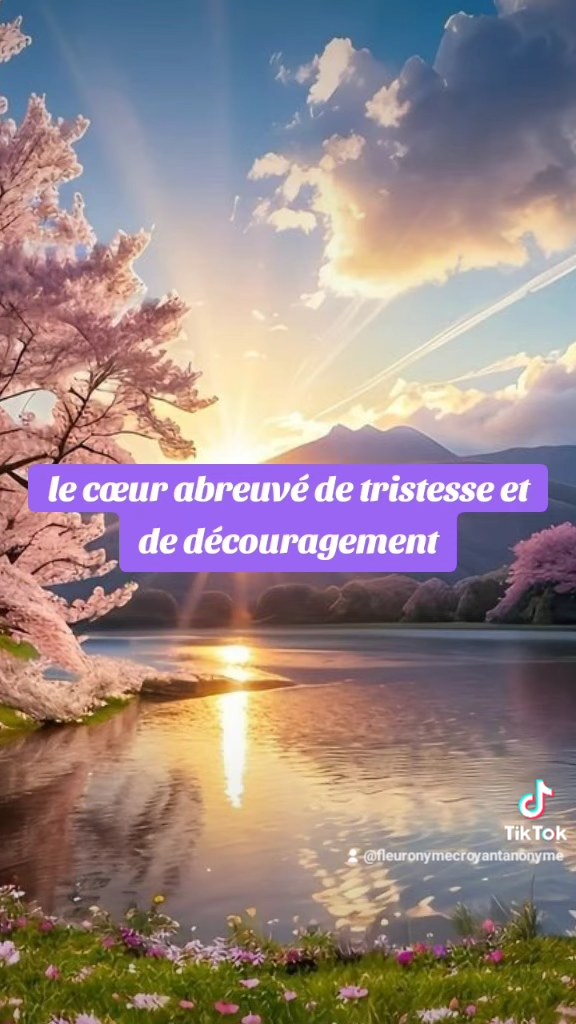 le cœur abreuvé de tristesse et
de découragement
TikTok
@fleuronymecroyantanonyme